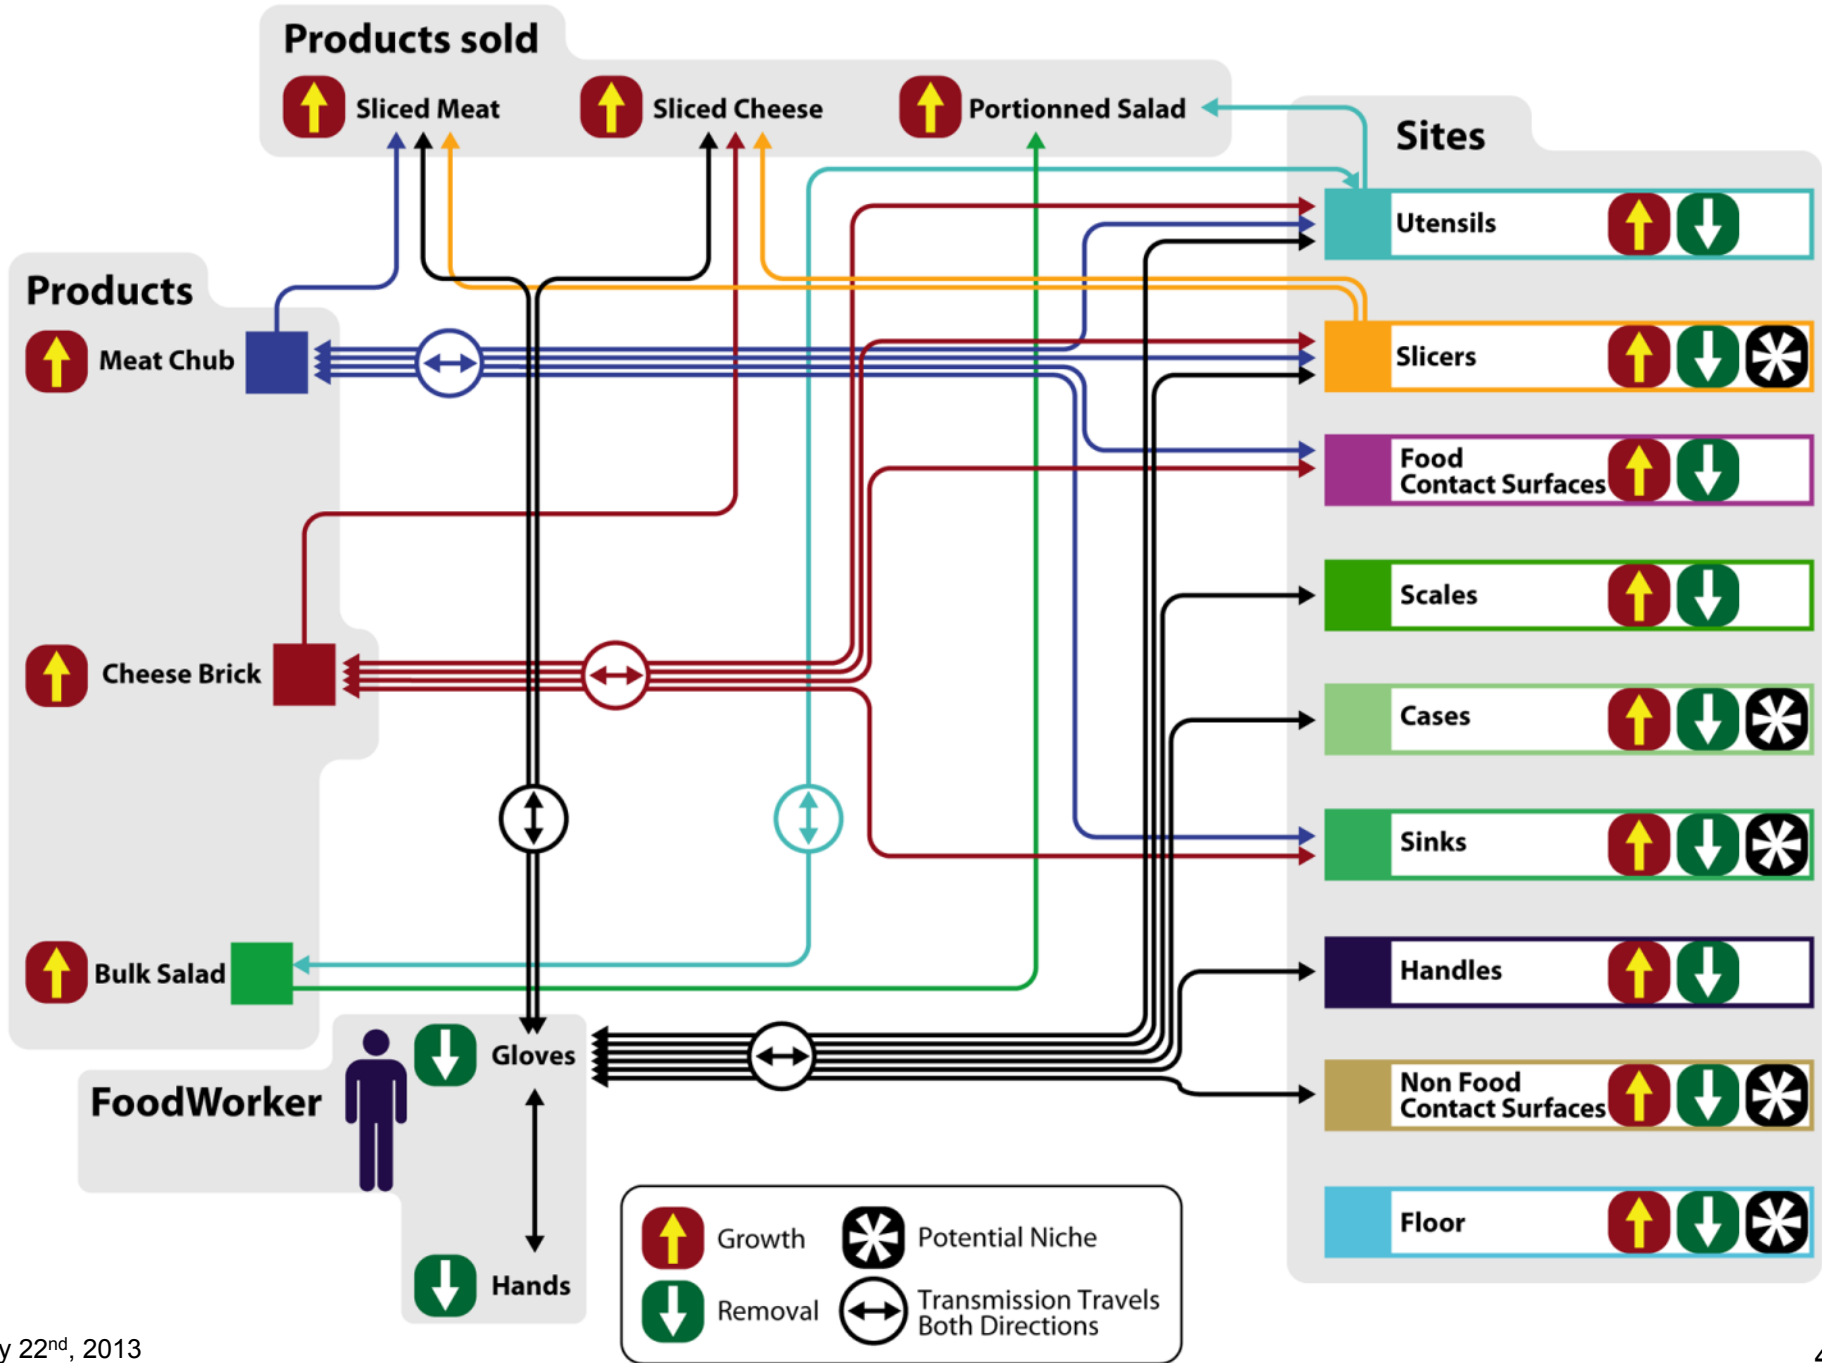 Products sold
Sliced Meat
Sliced Cheese
Portionned Salad
Sites
Utensils
Products
Meat Chub
Slicers
Food
Contact Surfaces
Scales
Cheese Brick
Cases
Sinks
Bulk Salad
Handles
Gloves
FoodWorker
Non Food
Contact Surfaces
Floor
Hands
Growth
Potential Niche
Removal
Transmission Travels
Both Directions
y 22nd, 2013